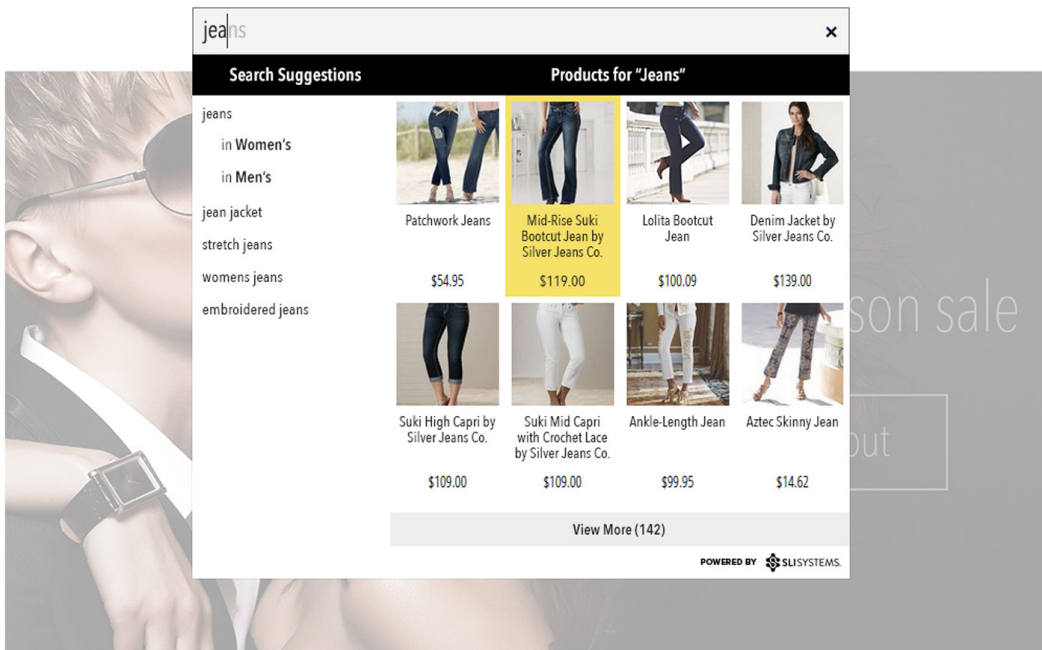 jeans
Search Suggestions
Products for “Jeans”
jeans
in Women's
in Men's
jean jacket
stretch jeans
womens jeans
embroidered jeans
Patchwork Jeans
$54.95
Mid-Rise Suki
Bootcut Jean by
Silver Jeans Co.
$119.00
Lolita Bootcut
Jean
$100.09
Denim Jacket by
Silver Jeans Co.
$139.00
Suki High Capri by
Silver Jeans Co.
$109.00
Suki Mid Capri
with Crochet Lace
by Silver Jeans Co.
$109.00
Ankle-Length Jean
$99.95
Aztec Skinny Jean
$14.62
View More (142)
POWERED BY SLI SYSTEMS.
son sale
out